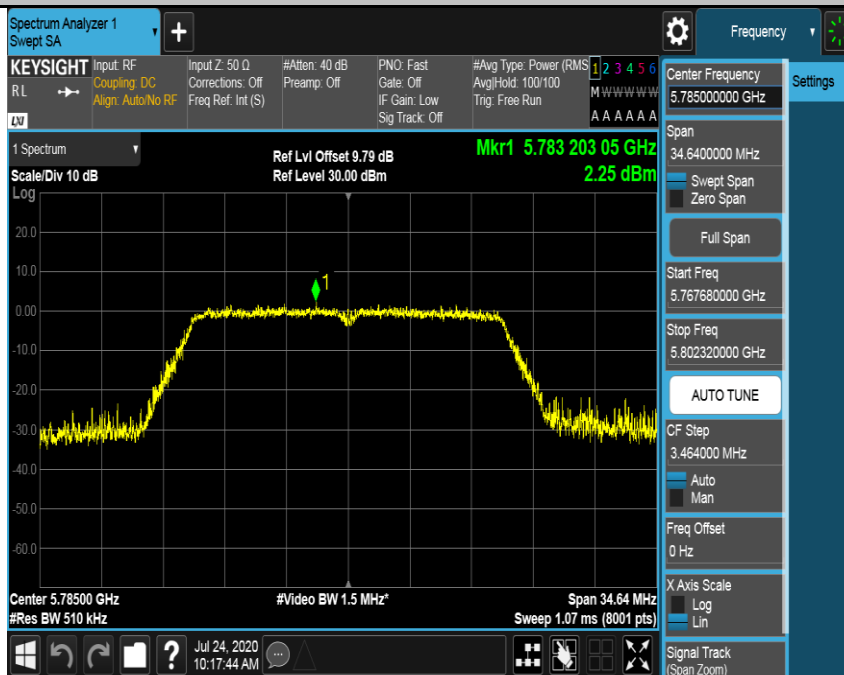 Spectrum Analyzer 1
Swept SA
+
Frequency
KEYSIGHT
RL
LXI
Input: RF
Coupling: DC
Align: Auto/No RF
Input Z: 50 Ω
Corrections: Off
Freq Ref: Int (S)
#Atten: 40 dB
Preamp: Off
PNO: Fast
Gate: Off
IF Gain: Low
Sig Track: Off
#Avg Type: Power (RMS
Avg|Hold: 100/100
Trig: Free Run
1 2 3 4 5 6
M W W W W W
A A A A A A
Center Frequency
5.785000000 GHz
Settings
Span
34.6400000 MHz
Swept Span
Zero Span
Full Span
Start Freq
5.767680000 GHz
Stop Freq
5.802320000 GHz
AUTO TUNE
CF Step
3.464000 MHz
Auto
Man
Freq Offset
0 Hz
X Axis Scale
Log
Lin
Signal Track
(Span Zoom)
1 Spectrum
Scale/Div 10 dB
Log
Ref Lvl Offset 9.79 dB
Ref Level 30.00 dBm
Mkr1 5.783 203 05 GHz
2.25 dBm
20.0
10.0
1
0.00
-10.0
-20.0
-30.0
-40.0
-50.0
-60.0
Center 5.78500 GHz
#Res BW 510 kHz
#Video BW 1.5 MHz*
Span 34.64 MHz
Sweep 1.07 ms (8001 pts)
?
Jul 24, 2020
10:17:44 AM